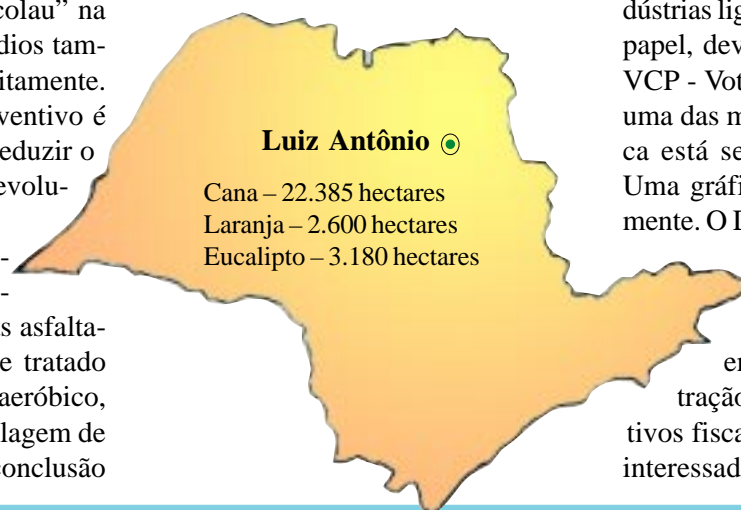 colau” na
dios tam-
itamente.
ventivo é
eduzir o
evolu-
-
-
s asfalta-
e tratado
aeróbico,
lagem de
conclusão
Luiz Antônio
Cana – 22.385 hectares
Laranja – 2.600 hectares
Eucalipto – 3.180 hectares
dústrias lig
papel, dev
VCP - Vot
uma das m
ca está se
Uma gráfi
mente. O
en
tração
tivos fisca
interessad